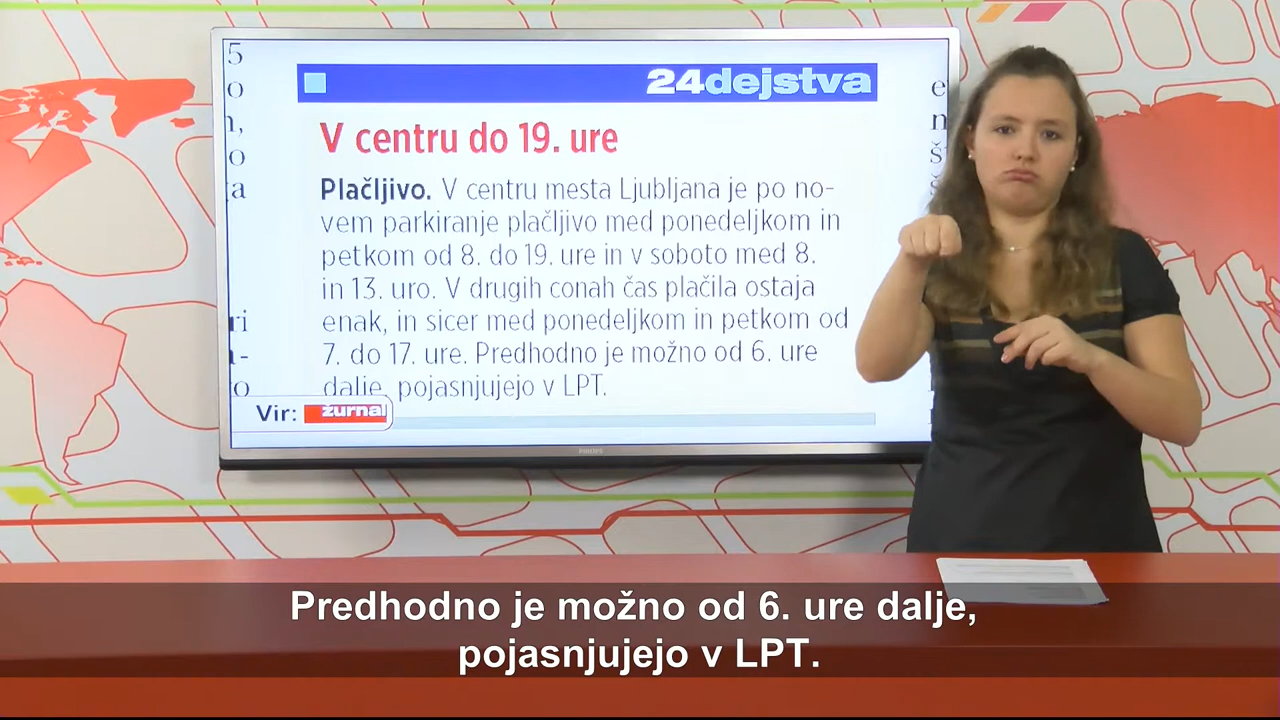 5
o
o
24dejstva
V centru do 19. ure
Plačljivo. V centru mesta Ljubljana je po no-
vem parkiranje plačljivo med ponedeljkom in
petkom od 8. do 19. ure in v soboto med 8.
in 13. uro. V drugih conah čas plačila ostaja
enak, in sicer med ponedeljkom in petkom od
7. do 17. ure. Predhodno je možno od 6. ure
dalje, pojasnjujejo v LPT.
Vir: žurnal
Predhodno je možno od 6. ure dalje,
pojasnjujejo v LPT.